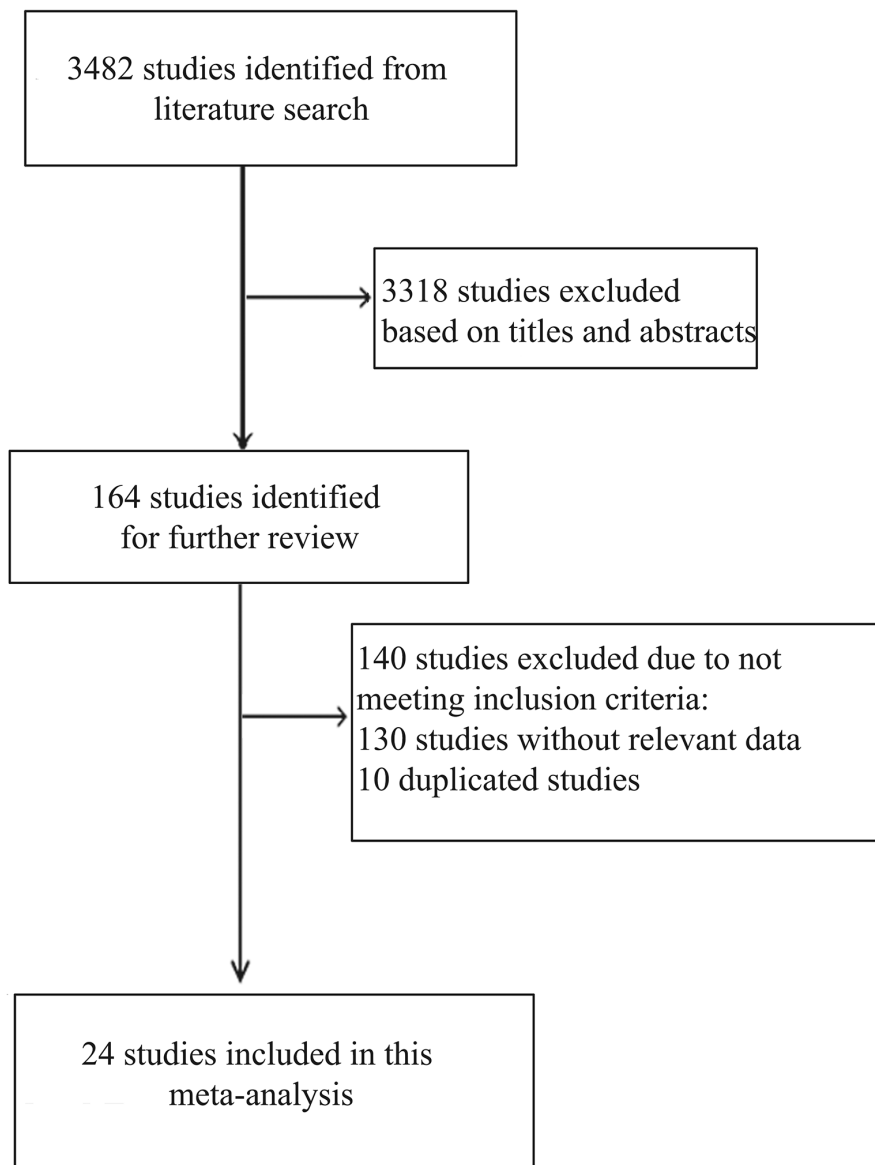 3482 studies identified from
literature search
3318 studies excluded
based on titles and abstracts
164 studies identified
for further review
140 studies excluded due to not
meeting inclusion criteria:
130 studies without relevant data
10 duplicated studies
24 studies included in this
meta-analysis